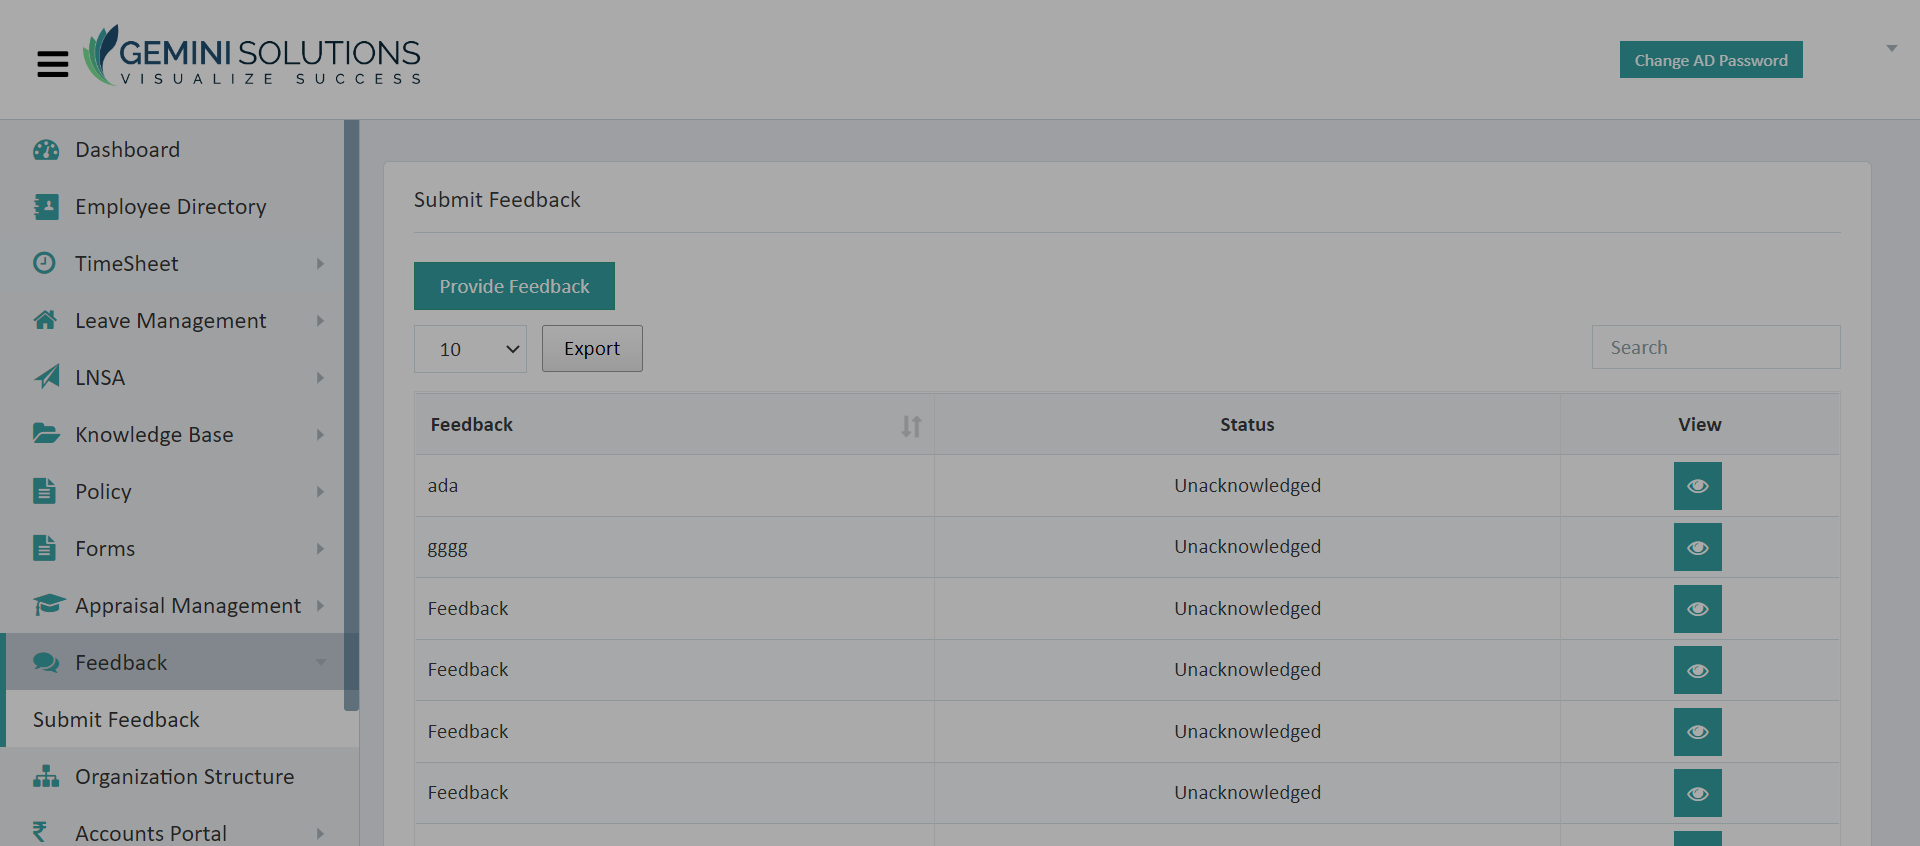 GEMINI SOLUTIONS
VISUALIZE SUCCESS
Change AD Password
Dashboard
Employee Directory
TimeSheet
Leave Management
LNSA
Knowledge Base
Policy
Forms
Appraisal Management
Feedback
Submit Feedback
Organization Structure
Accounts Portal
Submit Feedback
Provide Feedback
10 Export Search
Feedback Status View
ada Unacknowledged
gggg Unacknowledged
Feedback Unacknowledged
Feedback Unacknowledged
Feedback Unacknowledged
Feedback Unacknowledged